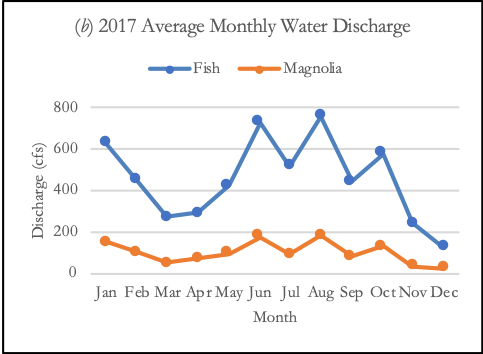 (b) 2017 Average Monthly Water Discharge
Fish Magnolia
800
600
400
200
0
Discharge (cfs)
Jan Feb Mar Apr May Jun Jul Aug Sep Oct Nov Dec
Month